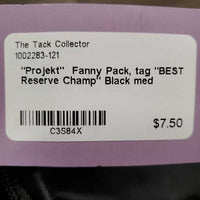 The Tack Collector
1002283-121
"Projekt" Fanny Pack, tag "BEST
Reserve Champ" Black med
C3S84X
$7.50